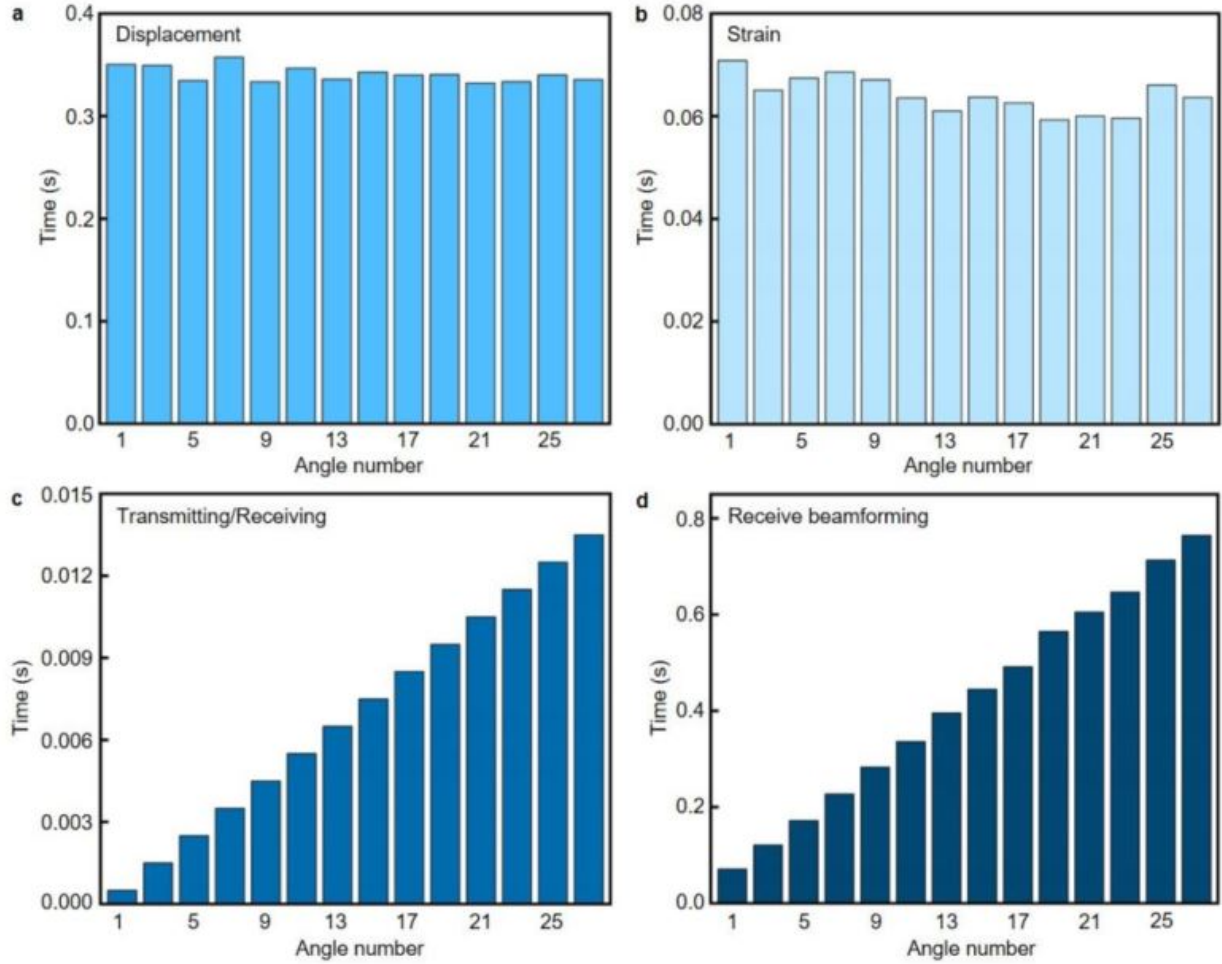 a
Displacement
0.4
0.3
0.2
0.1
0.0
Time (s)
1 5 9 13 17 21 25
Angle number
b
Strain
0.08
0.06
0.04
0.02
0.00
Time (s)
1 5 9 13 17 21 25
Angle number
c
Transmitting/Receiving
0.015
0.012
0.009
0.006
0.003
0.000
Time (s)
1 5 9 13 17 21 25
Angle number
d
Receive beamforming
0.8
0.6
0.4
0.2
0.0
Time (s)
1 5 9 13 17 21 25
Angle number